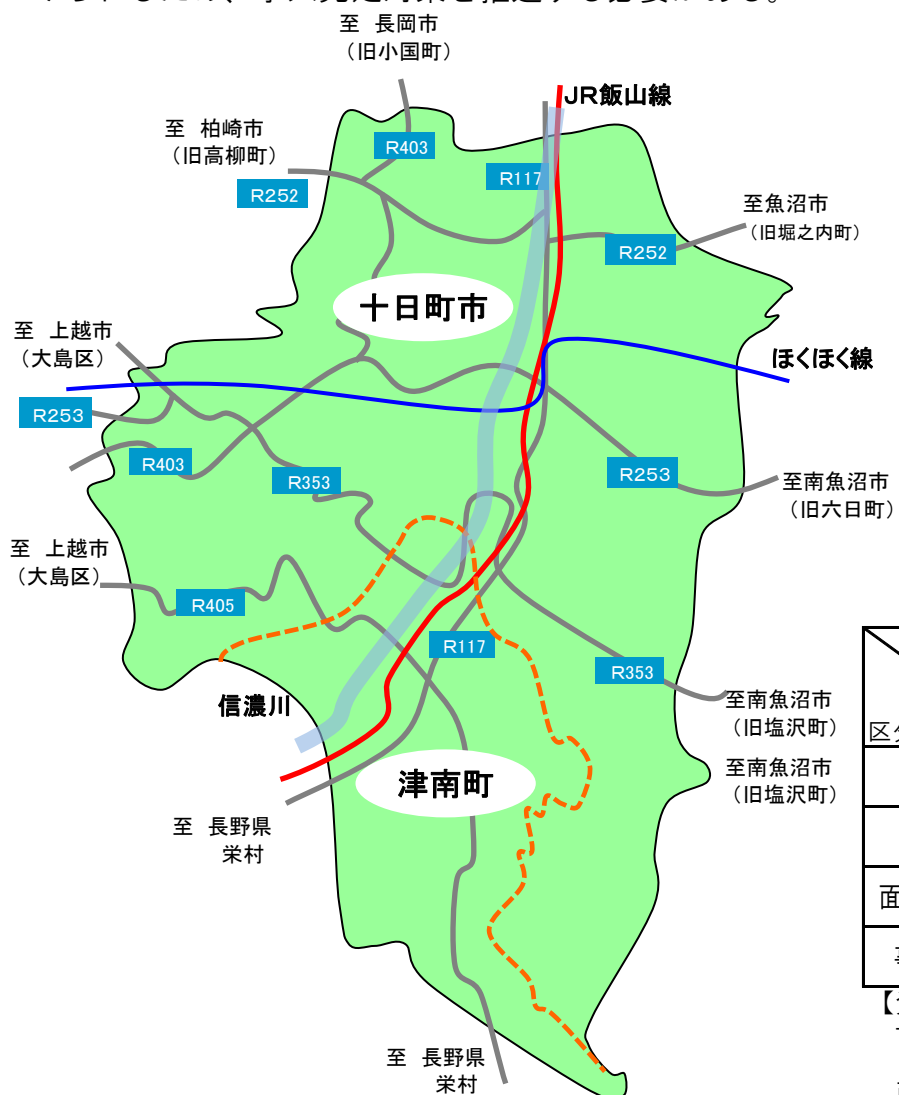 至 長岡市
(旧小国町)
JR飯山線
至 柏崎市
(旧高柳町)
R403
R117
R252
至魚沼市
(旧堀之内町)
R252
十日町市
至 上越市
(大島区)
ほくほく線
R253
R403
R353
R253
至南魚沼市
(旧六日町)
至 上越市
(大島区)
R405
R117
R353
信濃川
至南魚沼市
(旧塩沢町)
至南魚沼市
(旧塩沢町)
津南町
至 長野県
栄村
至 長野県
栄村
面